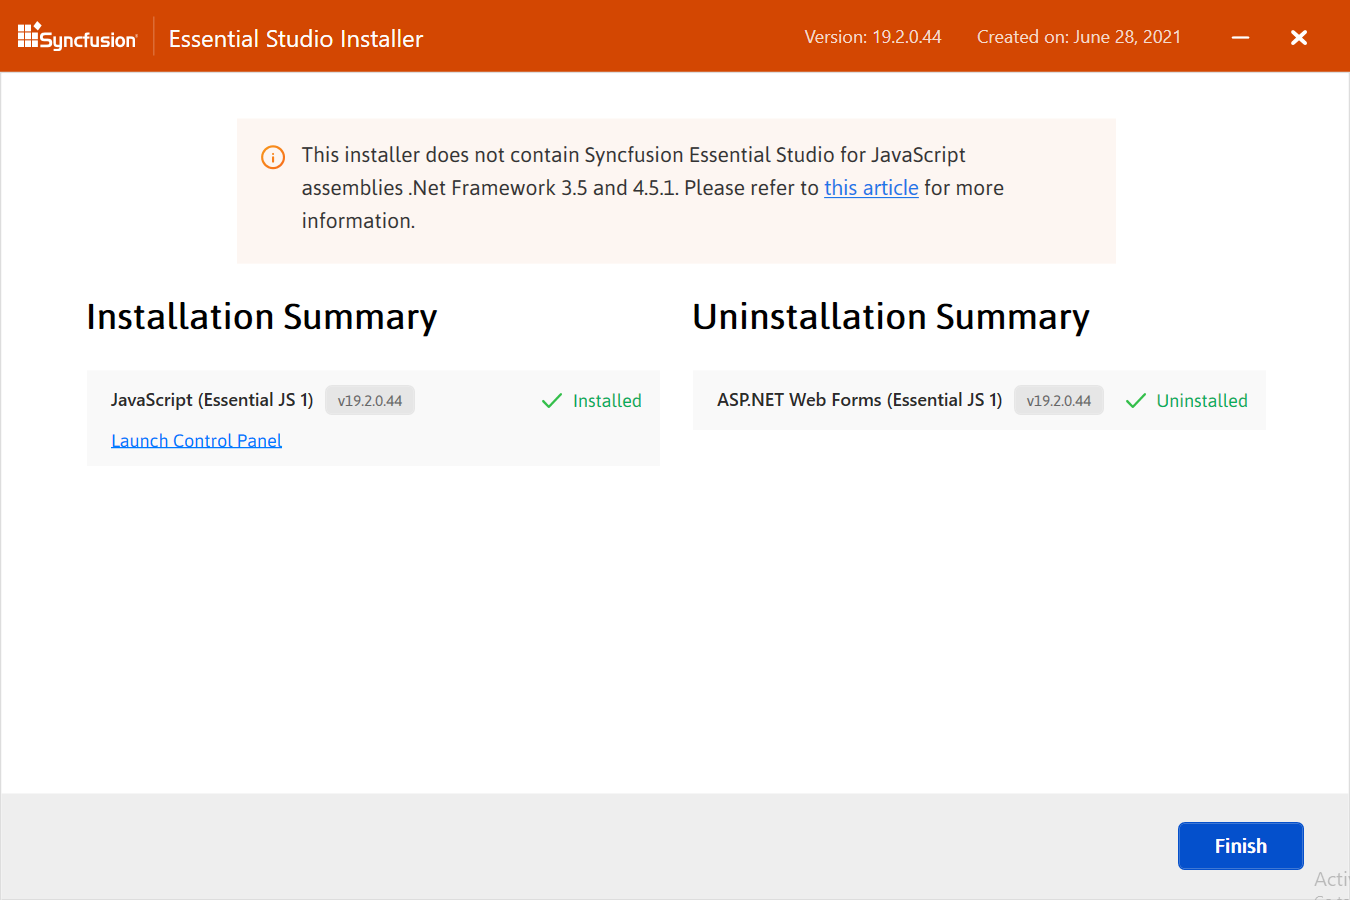 Syncfusion
Essential Studio Installer
Version: 19.2.0.44
Created on: June 28, 2021
This installer does not contain Syncfusion Essential Studio for JavaScript
assemblies .Net Framework 3.5 and 4.5.1. Please refer to this article for more
information.
Installation Summary
Uninstallation Summary
JavaScript (Essential JS 1) v19.2.0.44 Installed
Launch Control Panel
ASP.NET Web Forms (Essential JS 1) v19.2.0.44 Uninstalled
Finish